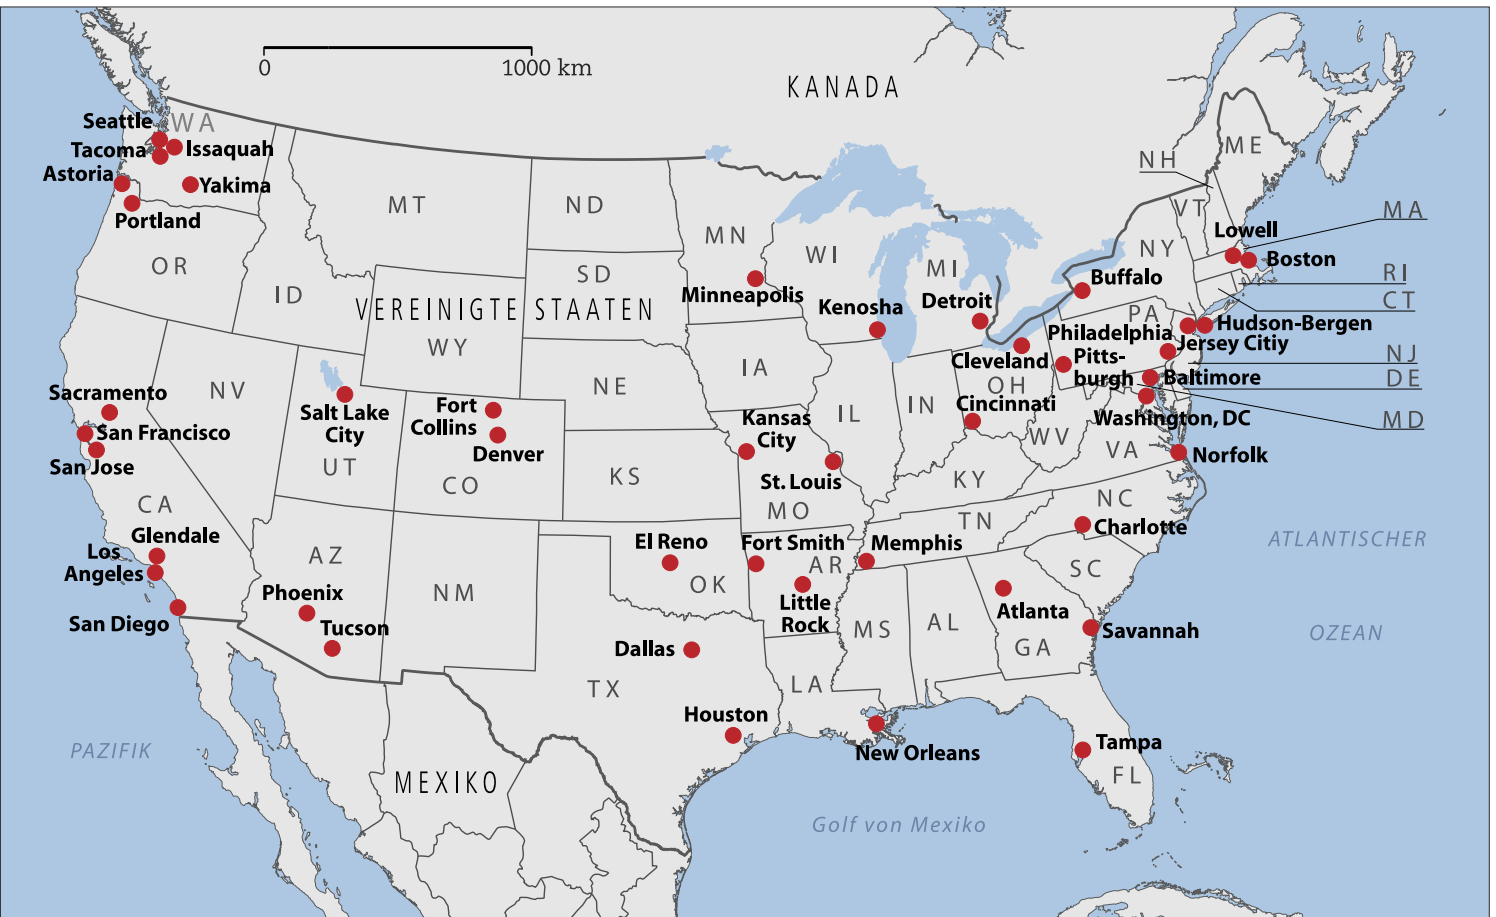 0
1000 km
KANADA
Seattle
WA
Tacoma
Issaquah
Astoria
Yakima
Portland
OR
ID
MT
ND
SD
MN
WI
MI
NH
ME
VT
MA
NY
Lowell
Boston
RI
CT
Buffalo
Minneapolis
Kenosha
Detroit
VEREINIGTE STAATEN
WY
NE
IA
PA
Philadelphia
Hudson-Bergen
Jersey Citiy
Cleveland
Pitts-
burgh
NJ
DE
Baltimore
OH
Cincinnati
Washington, DC
MD
Sacramento
San Francisco
San Jose
NV
Salt Lake
City
UT
Fort
Collins
Denver
CO
KS
Kansas
City
IL
IN
WV
VA
Norfolk
St. Louis
MO
KY
NC
CA
Glendale
Los
Angeles
San Diego
AZ
Phoenix
Tucson
NM
El Reno
OK
Fort Smith
AR
Little
Rock
Memphis
TN
Charlotte
SC
ATLANTISCHER
OZEAN
Atlanta
Savannah
GA
AL
MS
Dallas
TX
LA
Houston
New Orleans
Tampa
FL
PAZIFIK
MEXIKO
Golf von Mexiko